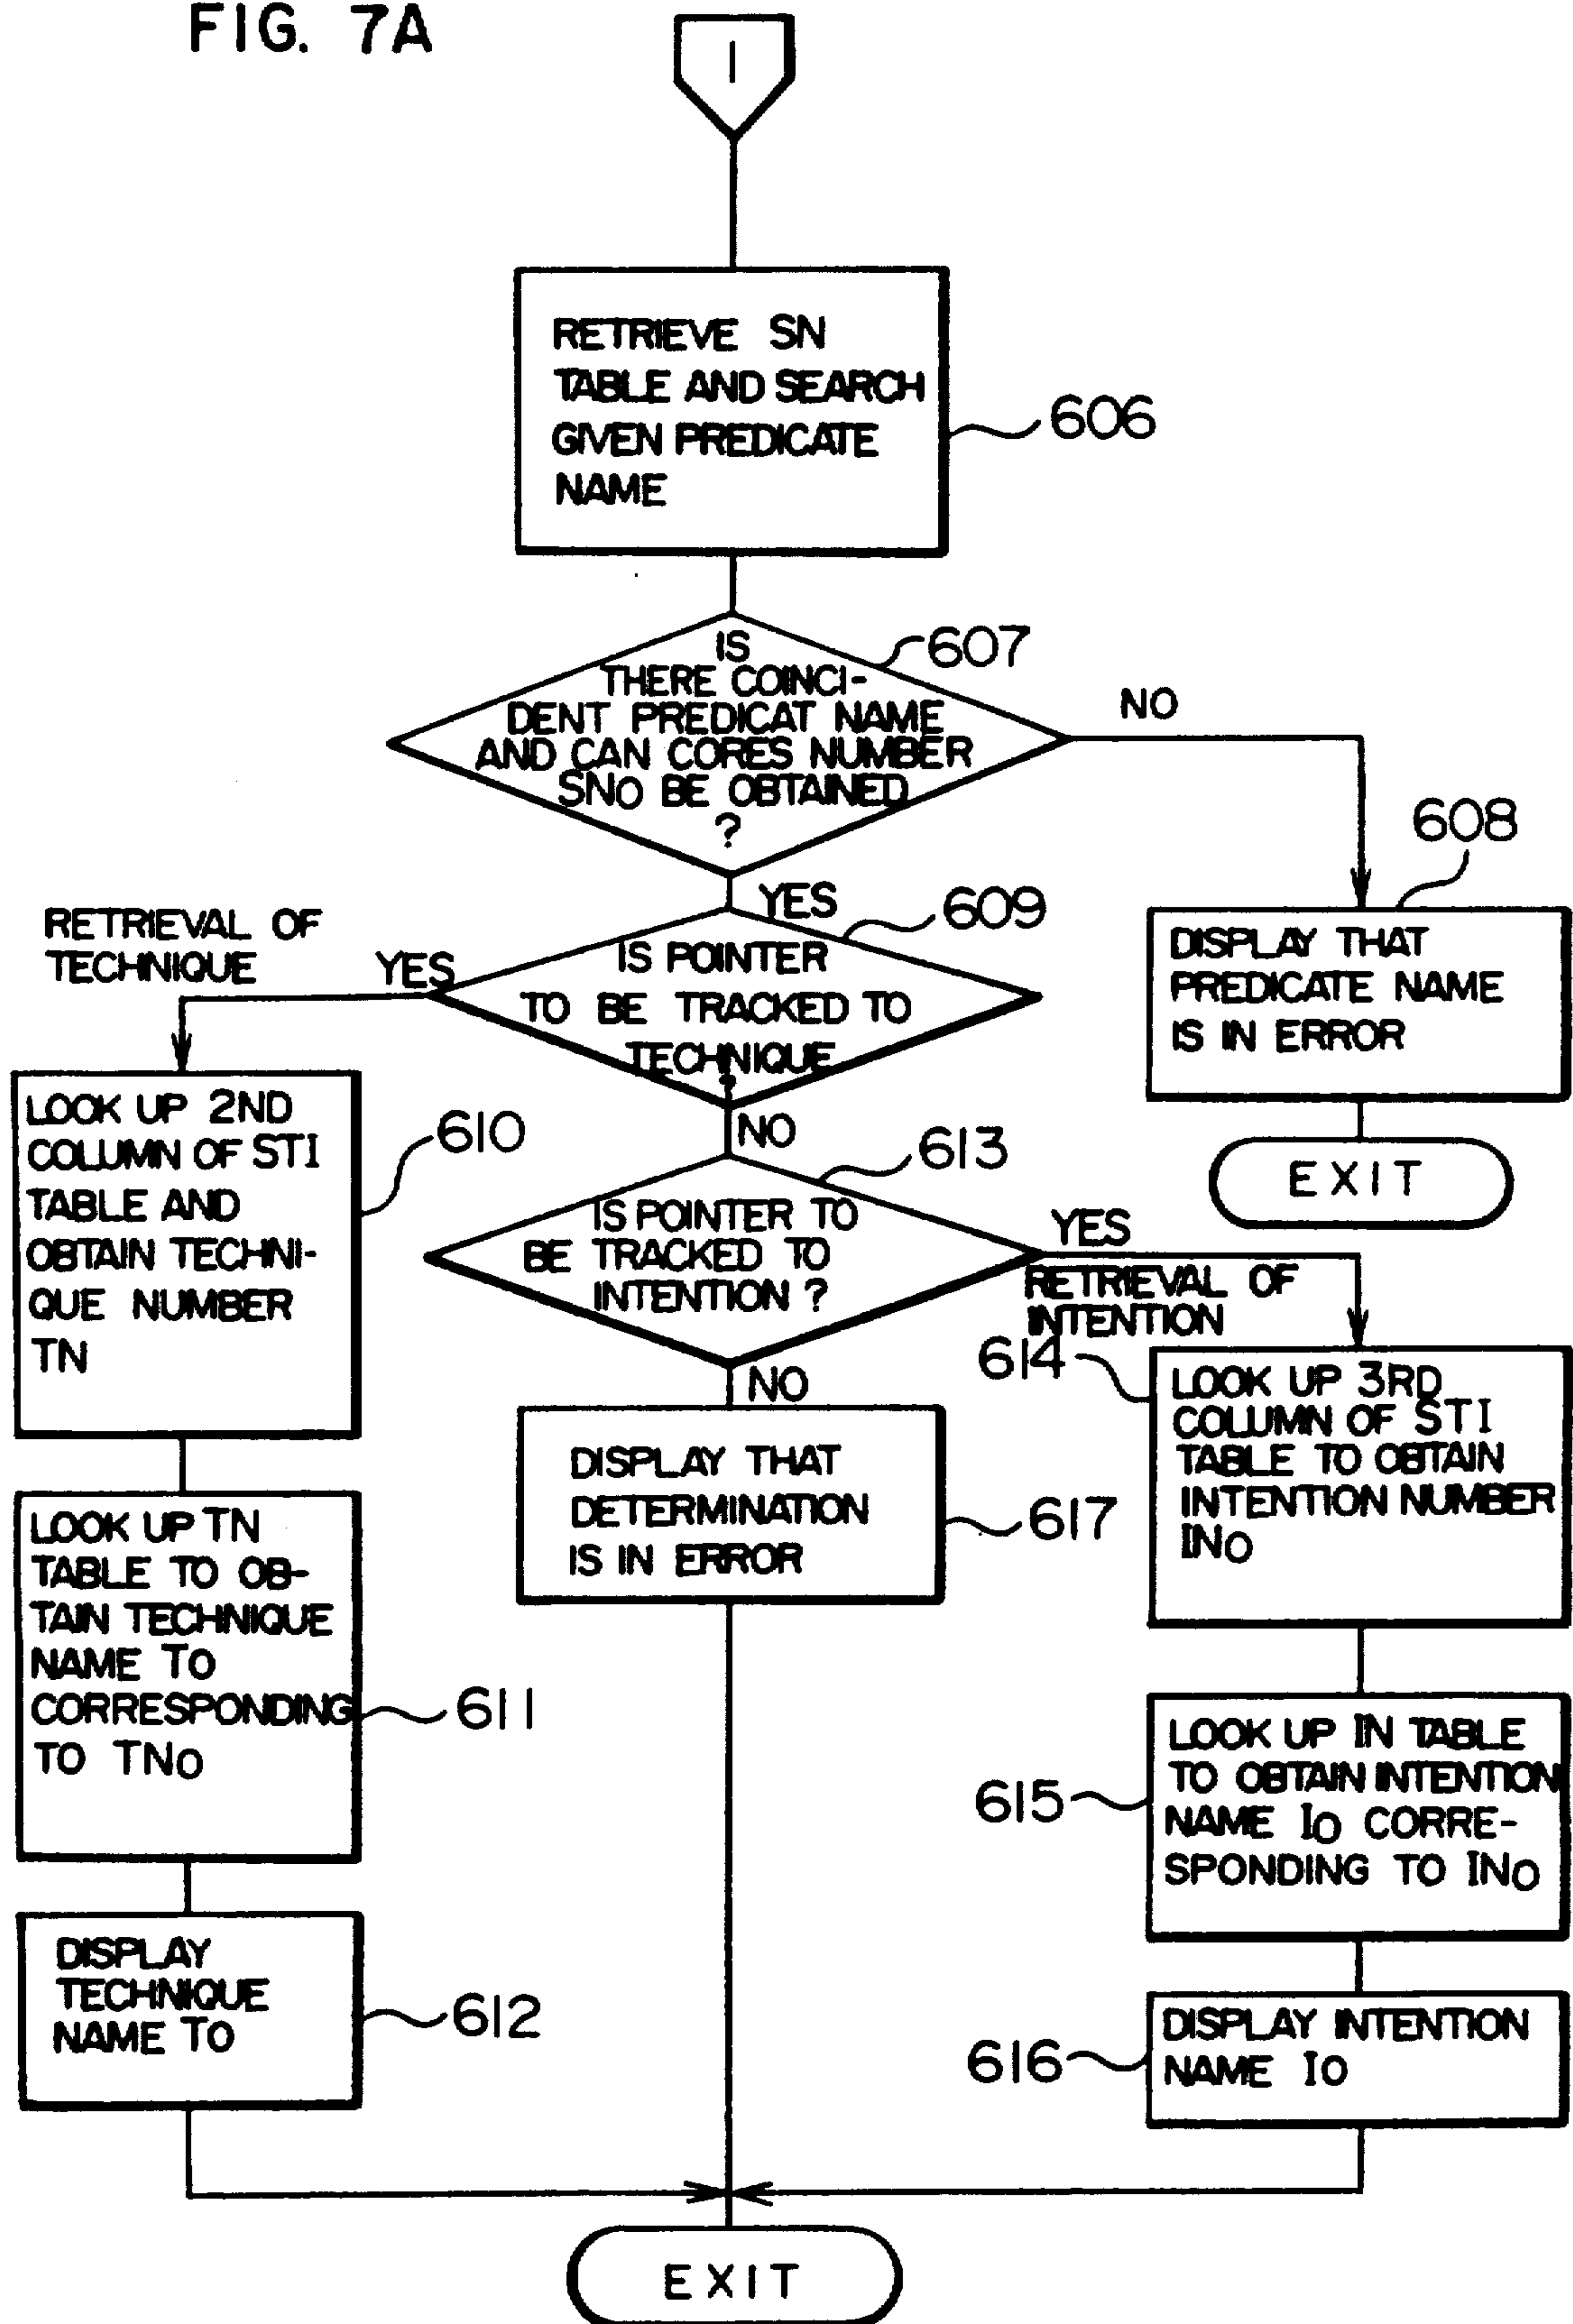 FIG. 7A
I
RETRIEVE SN
TABLE AND SEARCH
GIVEN PREDICATE
NAME
606
IS
THERE COINCI-
DENT PREDICAT NAME
AND CAN CORES NUMBER
SNO BE OBTAINED
?
607
NO
608
DISPLAY THAT
PREDICATE NAME
IS IN ERROR
EXIT
YES
609
IS POINTER
TO BE TRACKED TO
TECHNIQUE
?
YES
RETRIEVAL OF
TECHNIQUE
LOOK UP 2ND
COLUMN OF STI
TABLE AND
OBTAIN TECHNI-
QUE NUMBER
TN
610
LOOK UP TN
TABLE TO OB-
TAIN TECHNIQUE
NAME TO
CORRESPONDING
TO TNO
611
DISPLAY
TECHNIQUE
NAME TO
612
NO
613
IS POINTER TO
BE TRACKED TO
INTENTION ?
YES
RETRIEVAL OF
INTENTION
614
LOOK UP 3RD
COLUMN OF STI
TABLE TO OBTAIN
INTENTION NUMBER
INO
NO
DISPLAY THAT
DETERMINATION
IS IN ERROR
617
615
LOOK UP IN TABLE
TO OBTAIN INTENTION
NAME IO CORRE-
SPONDING TO INO
616
DISPLAY INTENTION
NAME IO
EXIT